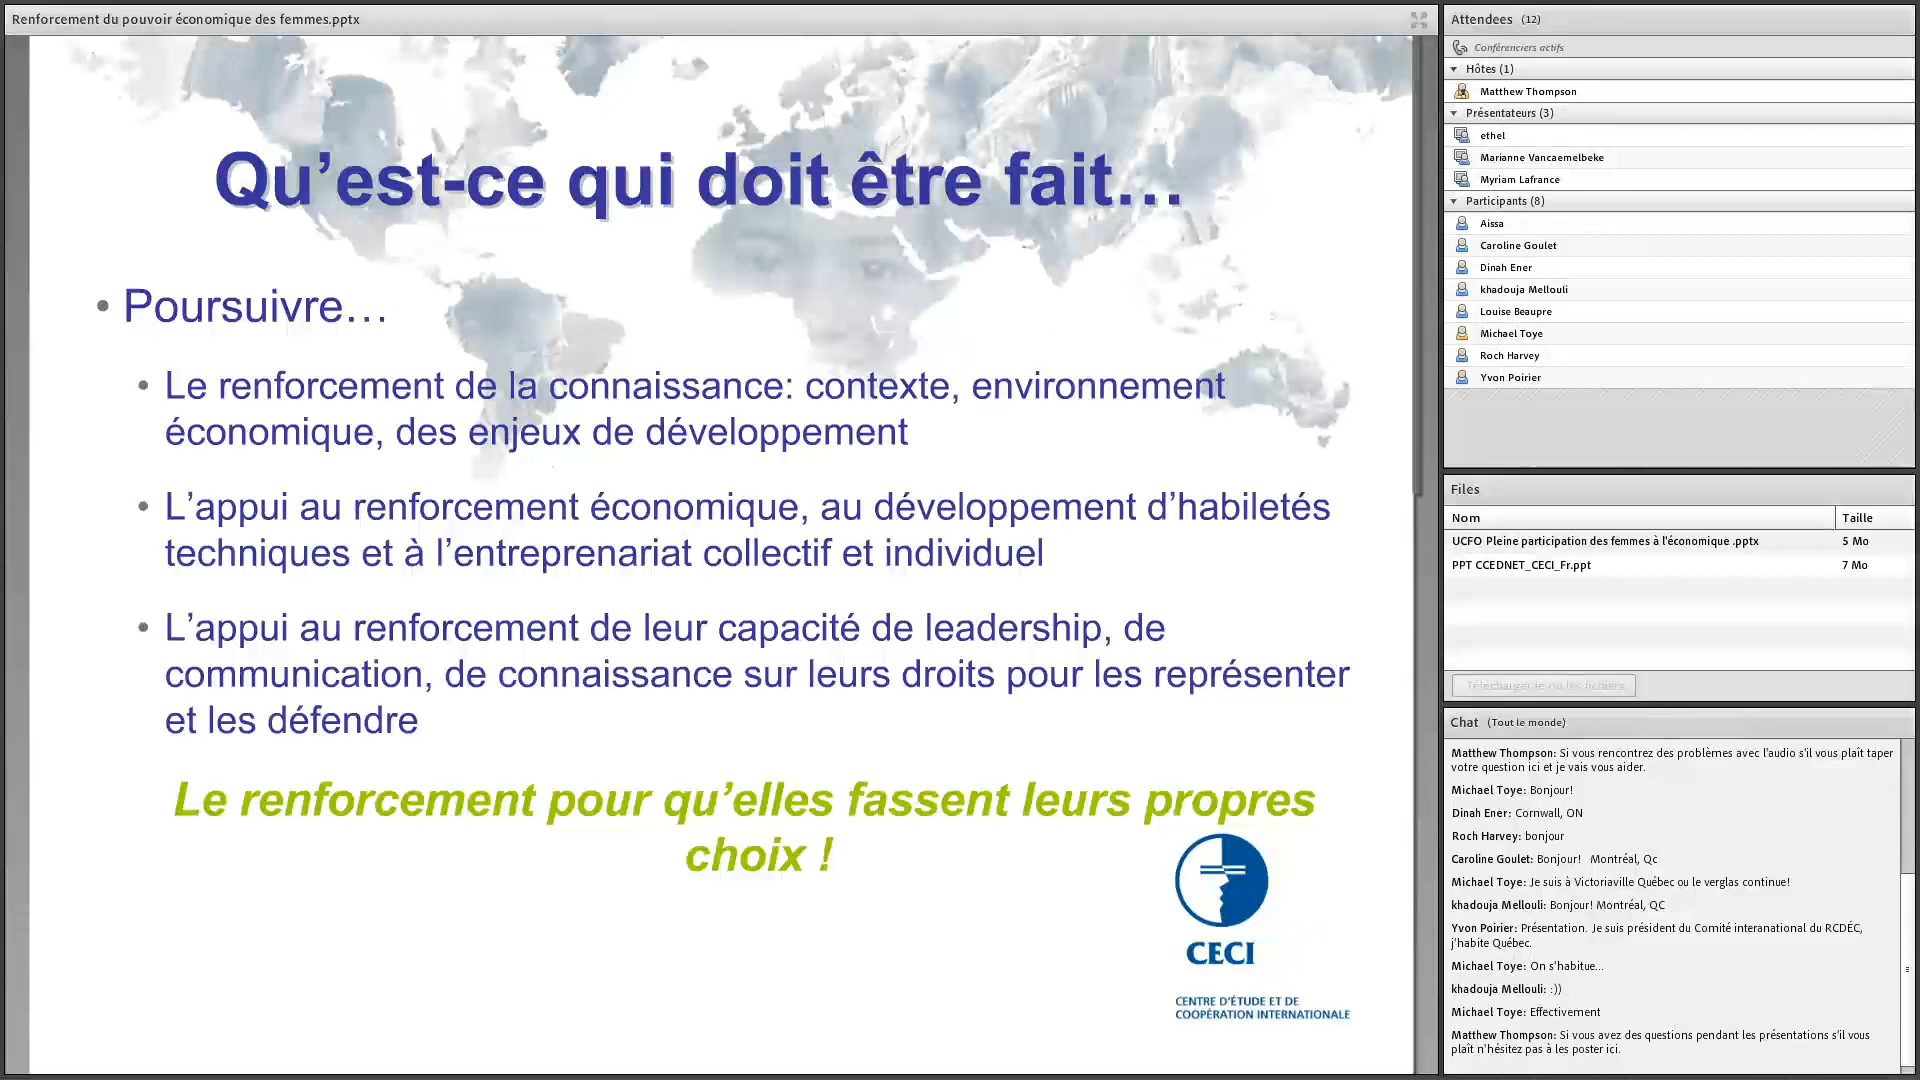 Renforcement du pouvoir économique des femmes.pptx
Qu’est-ce qui doit être fait…
• Poursuivre…
• Le renforcement de la connaissance: contexte, environnement
économique, des enjeux de développement
• L’appui au renforcement économique, au développement d’habiletés
techniques et à l’entreprenariat collectif et individuel
• L’appui au renforcement de leur capacité de leadership, de
communication, de connaissance sur leurs droits pour les représenter
et les défendre
Le renforcement pour qu’elles fassent leurs propres
choix !
CECI
CENTRE D'ÉTUDE ET DE
COOPÉRATION INTERNATIONALE
Attendees (12)
Conférenciers actifs
Hôtes (1)
Matthew Thompson
Présentateurs (3)
ethel
Marianne Vancaemelbeke
Myriam Lafrance
Participants (8)
Aissa
Caroline Goulet
Dinah Ener
khadouja Mellouli
Louise Beaupre
Michael Toye
Roch Harvey
Yvon Poirier
Files
Nom Taille
UCFO Pleine participation des femmes à l'économique .pptx 5 Mo
PPT CCEDNET_CECI_Fr.ppt 7 Mo
Télécharger le ou les fichiers
Chat (Tout le monde)
Matthew Thompson: Si vous rencontrez des problèmes avec l'audio s'il vous plaît taper
votre question ici et je vais vous aider.
Michael Toye: Bonjour!
Dinah Ener: Cornwall, ON
Roch Harvey: bonjour
Caroline Goulet: Bonjour! Montréal, Qc
Michael Toye: Je suis à Victoriaville Québec ou le verglas continue!
khadouja Mellouli: Bonjour! Montréal, QC
Yvon Poirier: Présentation. Je suis président du Comité interanational du RCDÉC,
j'habite Québec.
Michael Toye: On s'habitue...
khadouja Mellouli: :))
Michael Toye: Effectivement
Matthew Thompson: Si vous avez des questions pendant les présentations s'il vous
plaît n'hésitez pas à les poster ici.